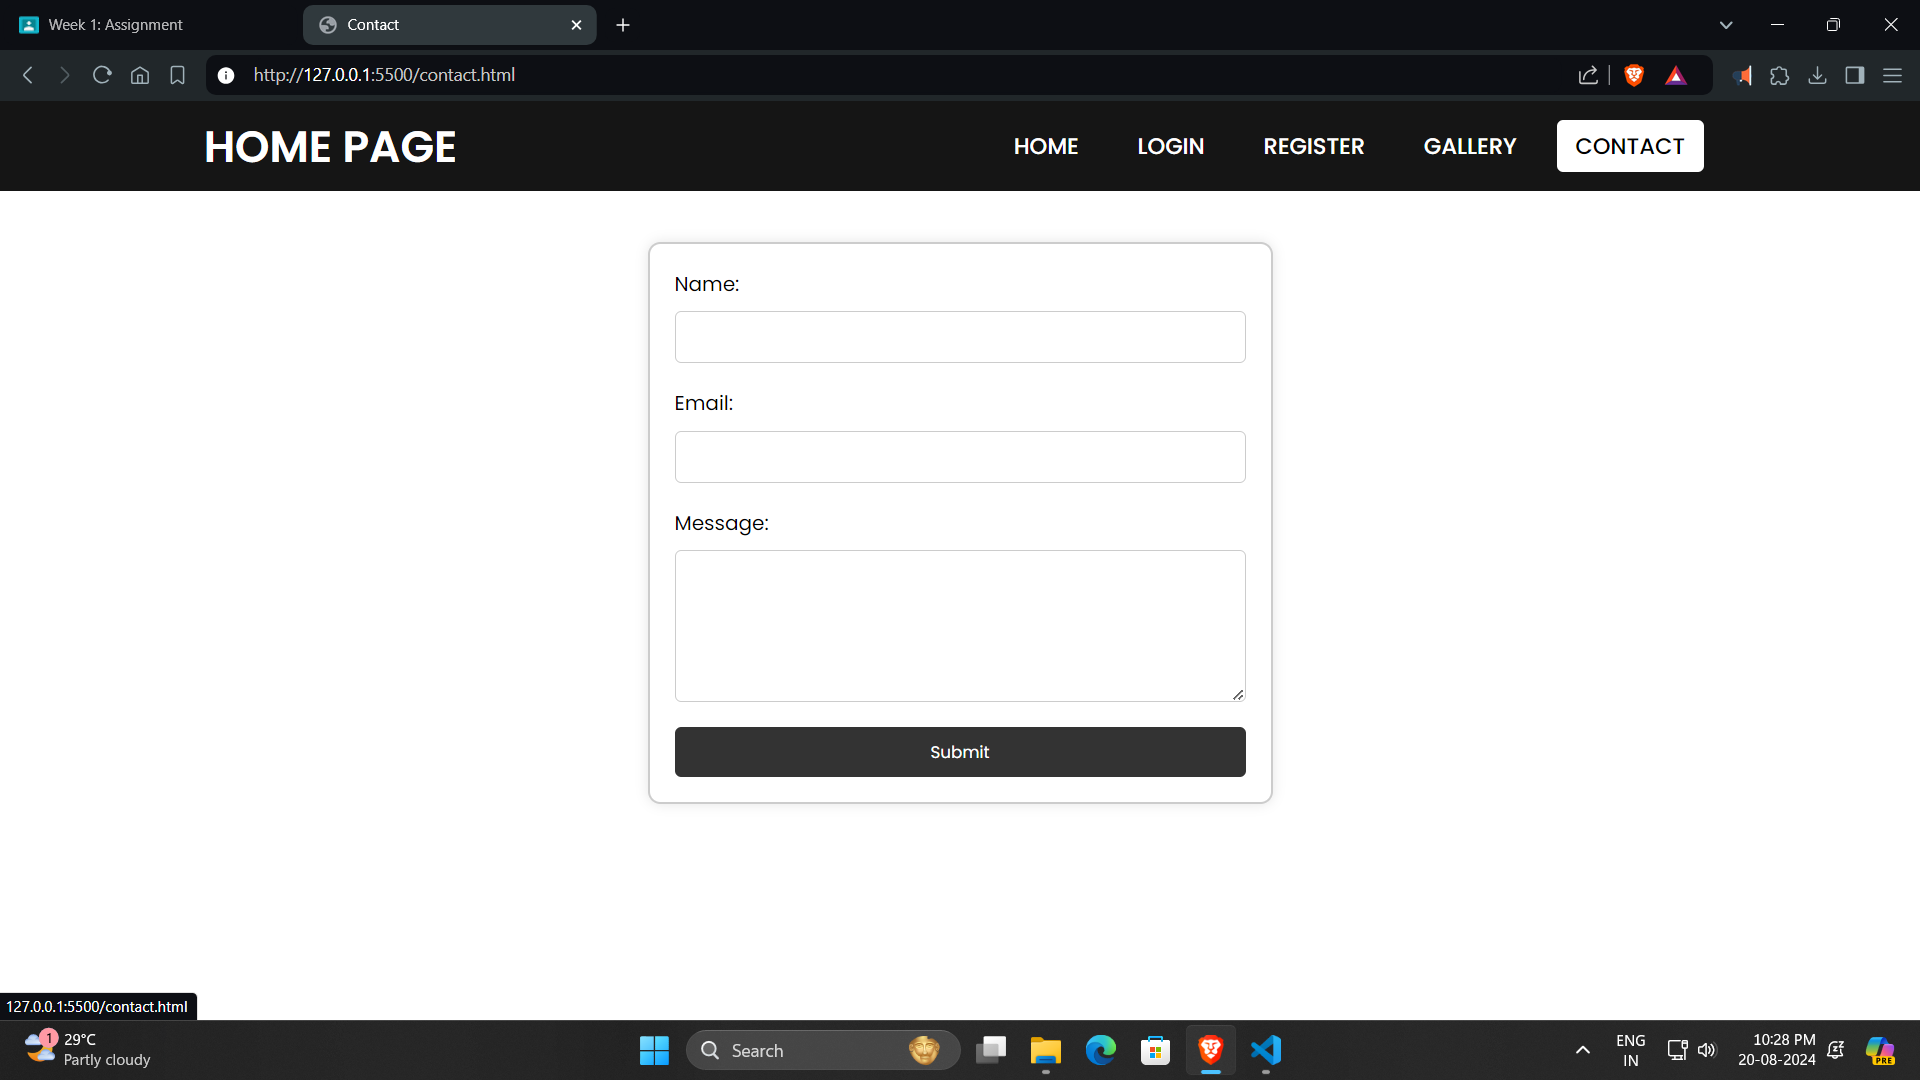 Week 1: Assignment
Contact
http://127.0.0.1:5500/contact.html
HOME PAGE
HOME
LOGIN
REGISTER
GALLERY
CONTACT
Name:
Email:
Message:
Submit
127.0.0.1:5500/contact.html
1
29°C
Partly cloudy
Search
ENG
IN
10:28 PM
20-08-2024
PRE